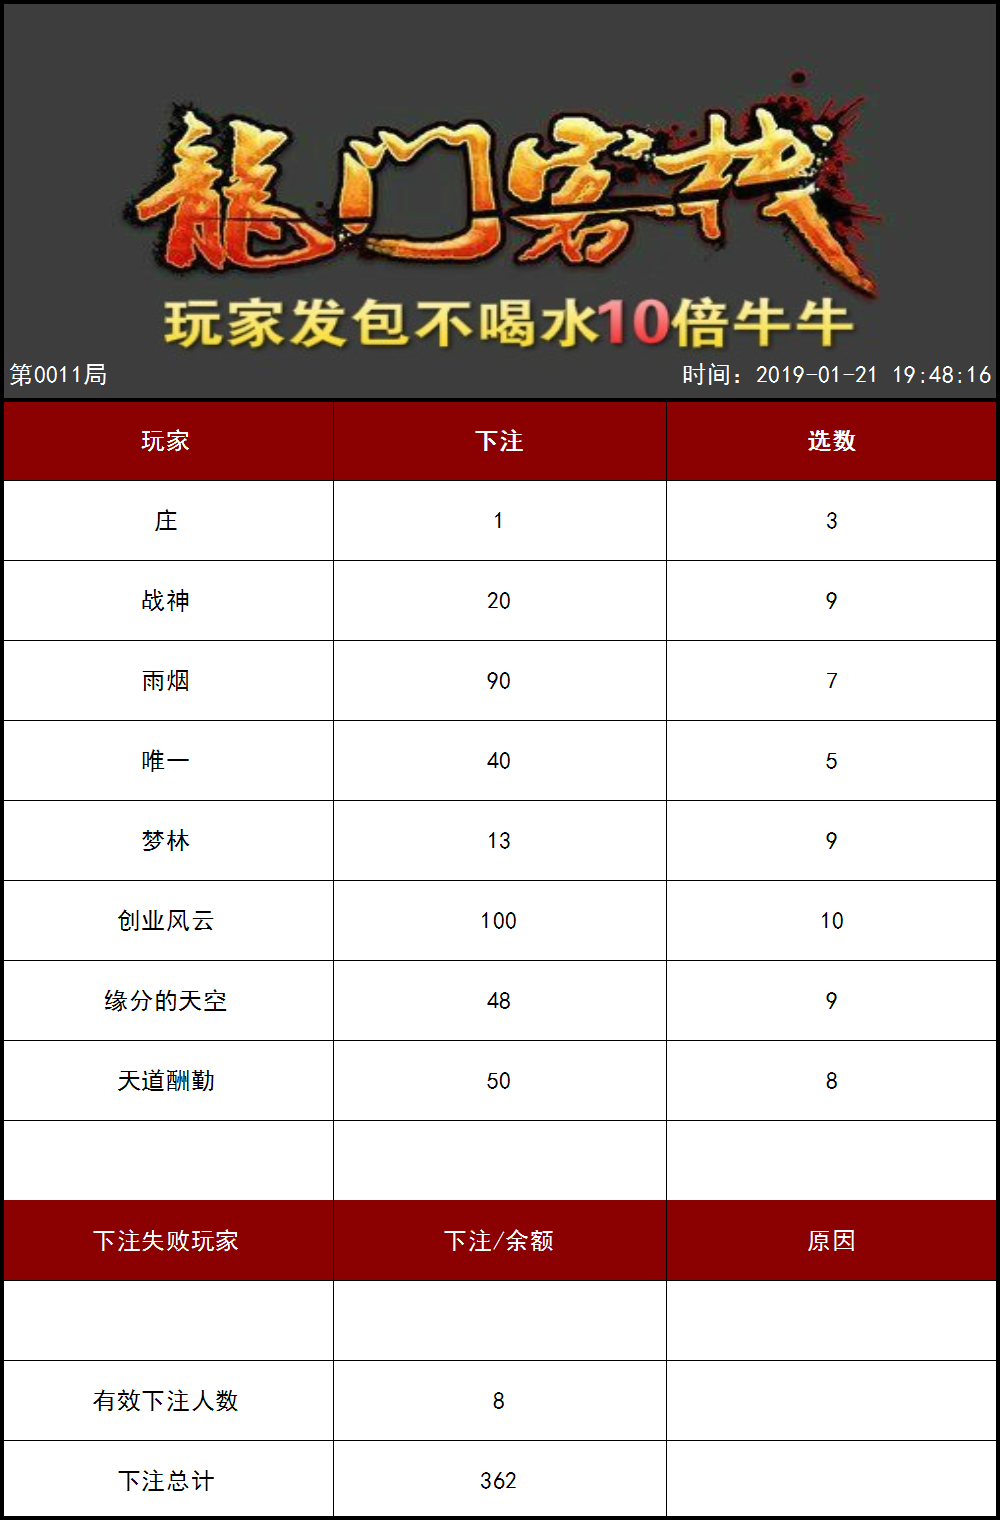 龍门客栈
玩家发包不喝水10倍牛牛
第0011局 时间：2019-01-21 19:48:16
玩家 下注 选数
庄 1 3
战神 20 9
雨烟 90 7
唯一 40 5
梦林 13 9
创业风云 100 10
缘分的天空 48 9
天道酬勤 50 8
下注失败玩家 下注/余额 原因
有效下注人数 8
下注总计 362